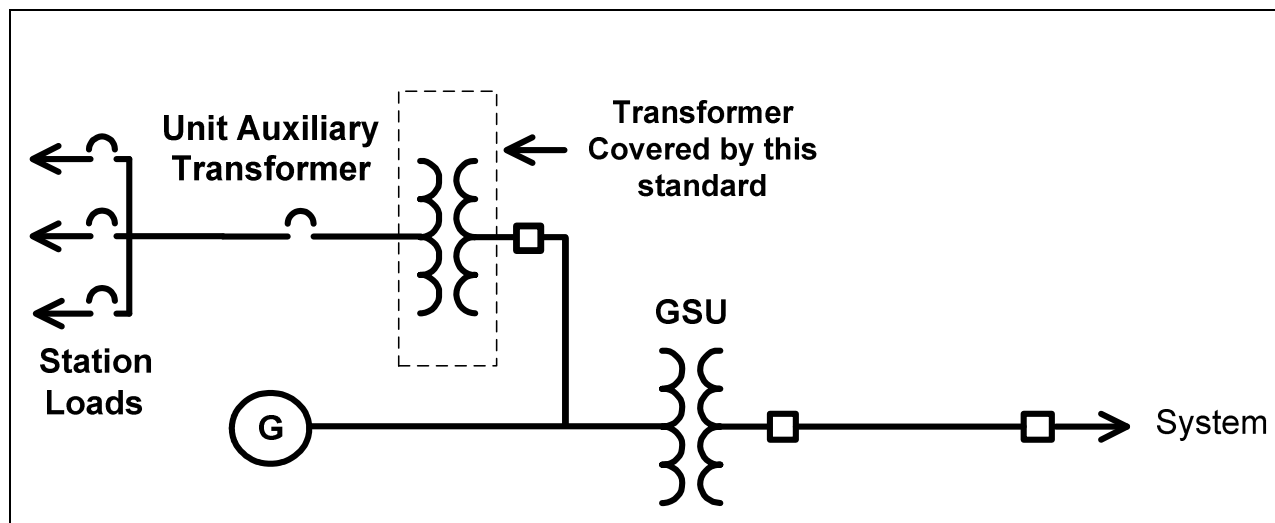 Unit Auxiliary
Transformer
Transformer
Covered by this
standard
GSU
Station
Loads
G
System